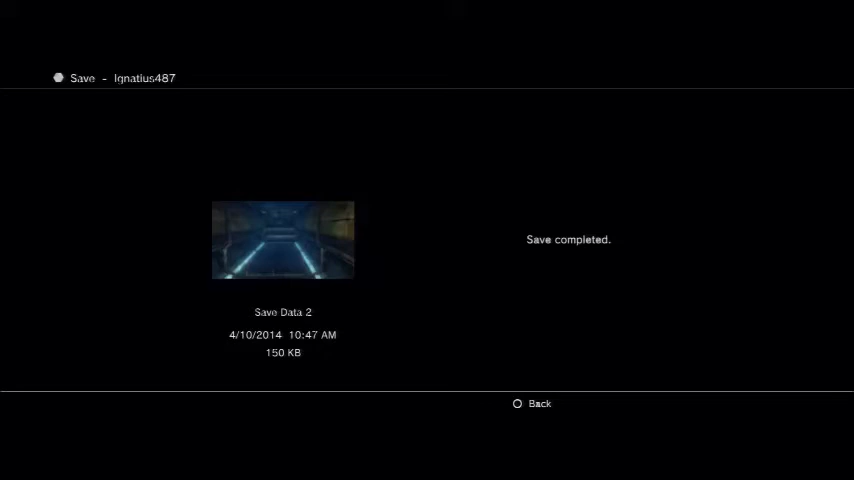 Save - Ignatius487
Save completed.
Save Data 2
4/10/2014 10:47 AM
150 KB
Back